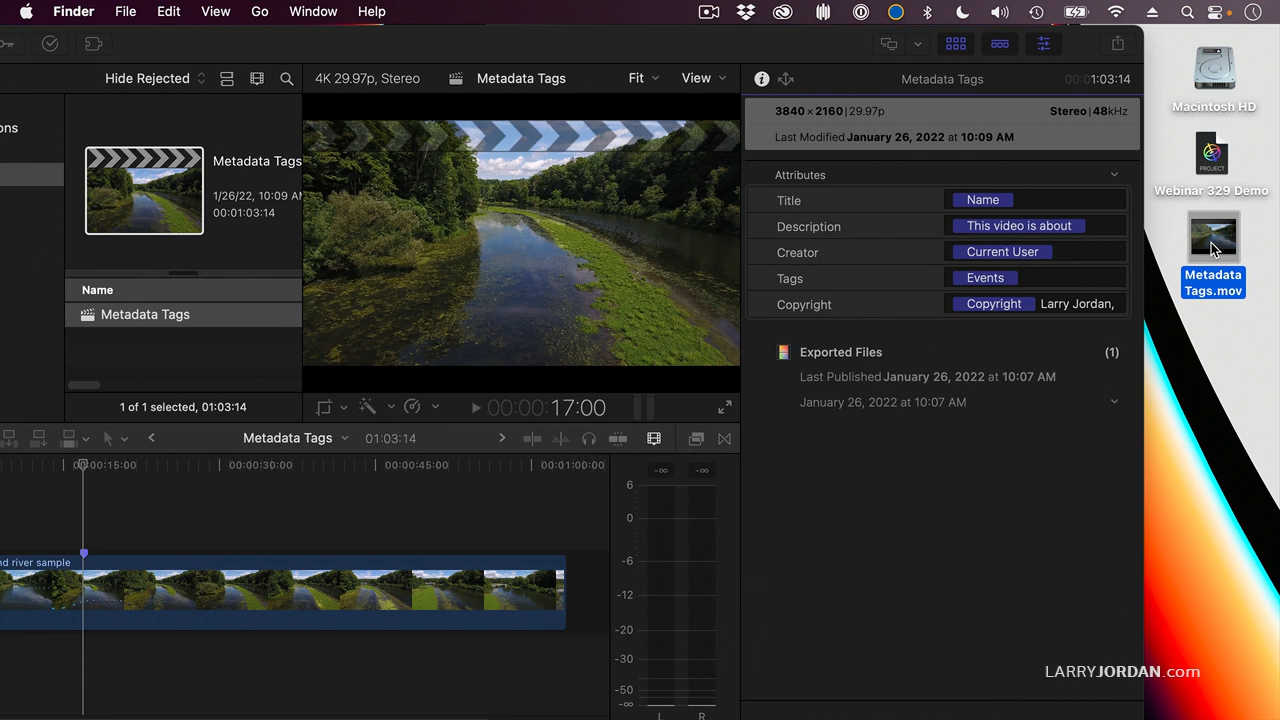 Finder File Edit View Go Window Help
Hide Rejected
4K 29.97p, Stereo Metadata Tags Fit View
Metadata Tags 00:01:03:14
Macintosh HD
3840 × 2160 | 29.97p Stereo | 48kHz
Last Modified January 26, 2022 at 10:09 AM
ons
Metadata Tags
1/26/22, 10:09 AM
00:01:03:14
PROJECT
Webinar 329 Demo
Attributes
Title Name
Description This video is about
Creator Current User
Tags Events
Copyright Copyright Larry Jordan,
Metadata
Tags.mov
Name
Metadata Tags
Exported Files (1)
Last Published January 26, 2022 at 10:07 AM
January 26, 2022 at 10:07 AM
1 of 1 selected, 01:03:14
00:00:17:00
Metadata Tags 01:03:14
00:00:15:00 00:00:30:00 00:00:45:00 00:01:00:00
-∞ -∞
6
0
-6
-12
-20
-30
-50
-∞
L R
nd river sample
LARRYJORDAN.com